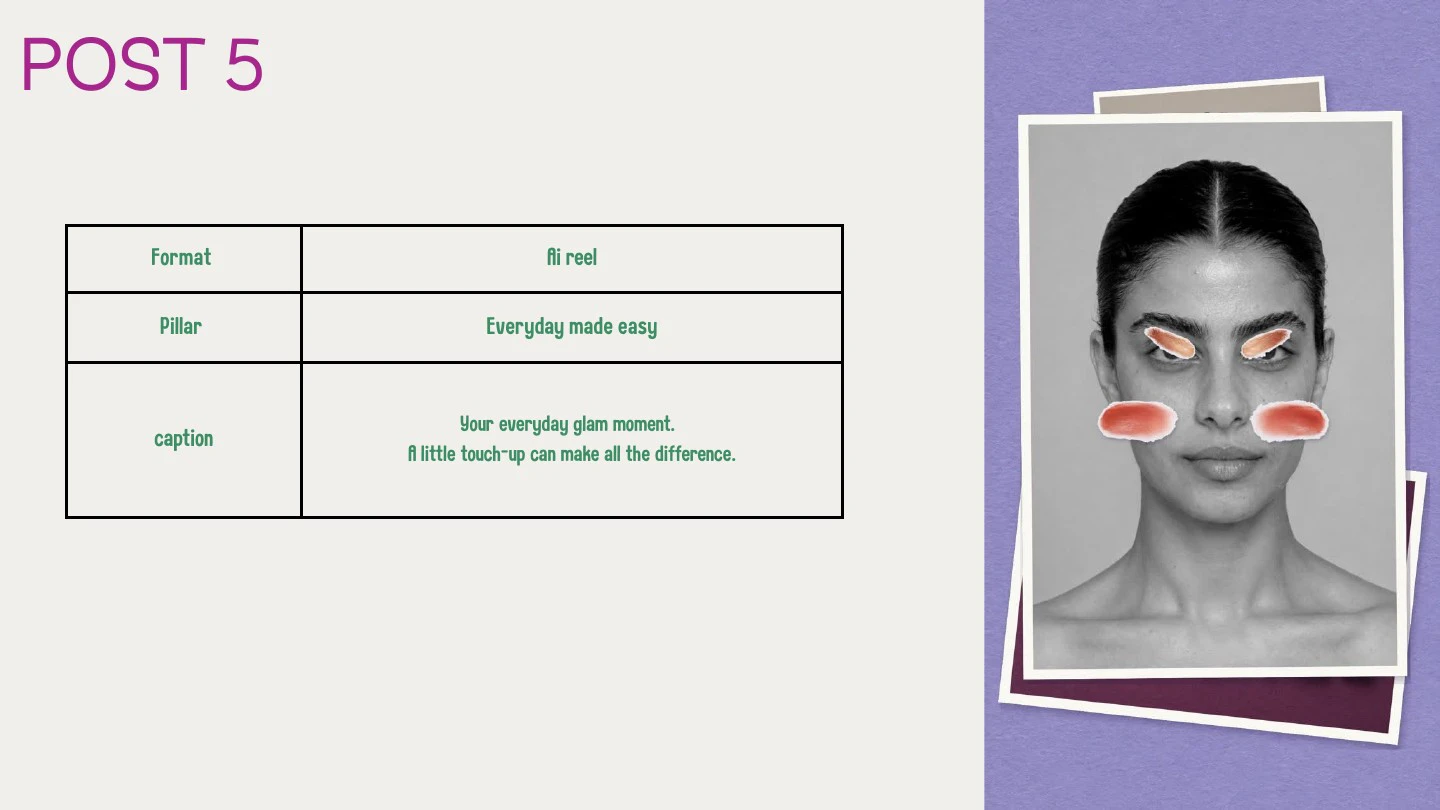 POST 5
Format
Ai reel
Pillar
Everyday made easy
caption
Your everyday glam moment.
A little touch-up can make all the difference.